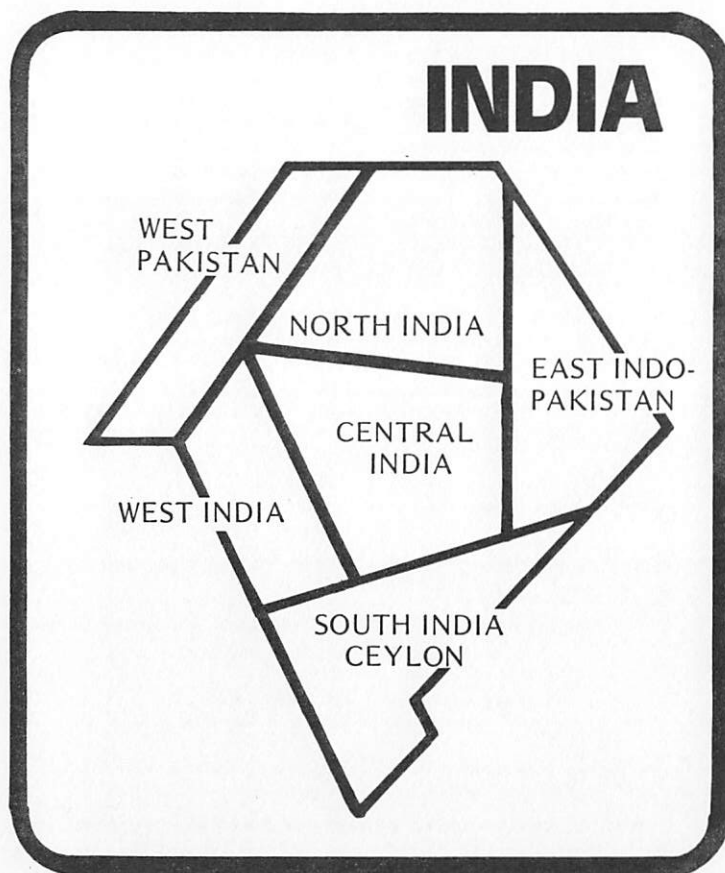 INDIA
WEST
PAKISTAN
NORTH INDIA
EAST INDO-
PAKISTAN
CENTRAL
INDIA
WEST INDIA
SOUTH INDIA
CEYLON